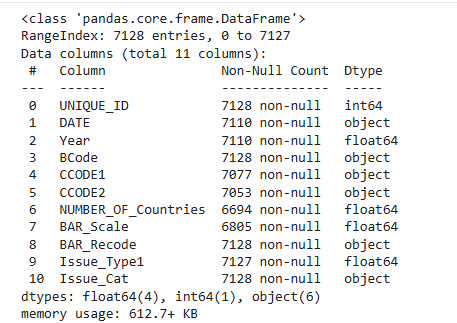 <class 'pandas.core.frame.DataFrame'>
RangeIndex: 7128 entries, 0 to 7127
Data columns (total 11 columns):
 #   Column               Non-Null Count  Dtype
---  ------               --------------  -----
 0   UNIQUE_ID            7128 non-null   int64
 1   DATE                 7110 non-null   object
 2   Year                 7110 non-null   float64
 3   BCode                7128 non-null   object
 4   CCODE1               7077 non-null   object
 5   CCODE2               7053 non-null   object
 6   NUMBER_OF_Countries  6694 non-null   float64
 7   BAR_Scale            6805 non-null   float64
 8   BAR_Recode           7128 non-null   object
 9   Issue_Type1          7127 non-null   float64
 10  Issue_Cat            7128 non-null   object
dtypes: float64(4), int64(1), object(6)
memory usage: 612.7+ KB